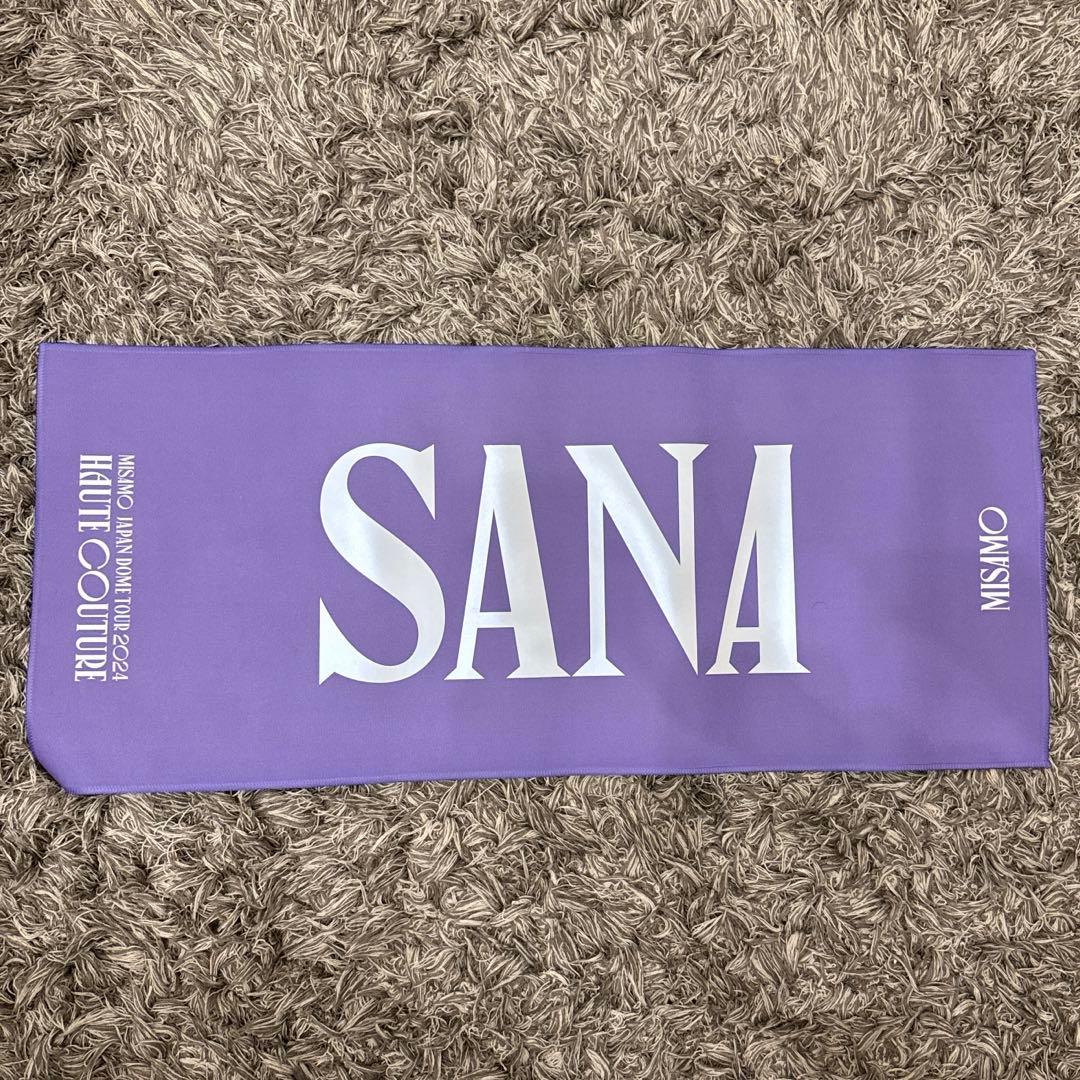 MISAMO JAPAN DOME TOUR 2024
HAUTE COUTURE
SANA
MISAMO